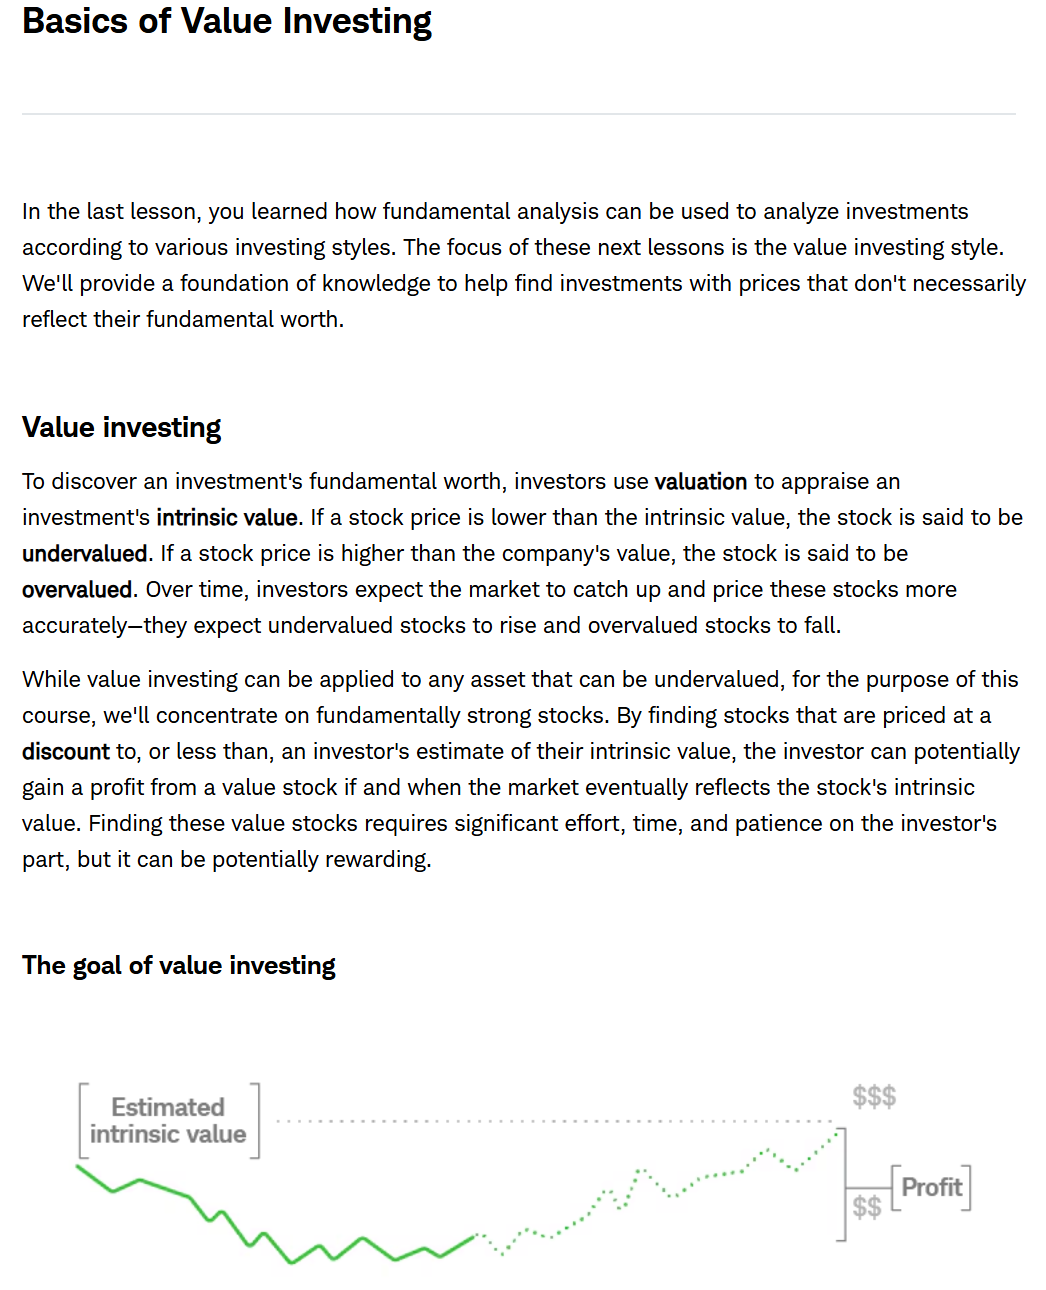 Basics of Value Investing
In the last lesson, you learned how fundamental analysis can be used to analyze investments
according to various investing styles. The focus of these next lessons is the value investing style.
We'll provide a foundation of knowledge to help find investments with prices that don't necessarily
reflect their fundamental worth.
Value investing
To discover an investment's fundamental worth, investors use valuation to appraise an
investment's intrinsic value. If a stock price is lower than the intrinsic value, the stock is said to be
undervalued. If a stock price is higher than the company's value, the stock is said to be
overvalued. Over time, investors expect the market to catch up and price these stocks more
accurately—they expect undervalued stocks to rise and overvalued stocks to fall.
While value investing can be applied to any asset that can be undervalued, for the purpose of this
course, we'll concentrate on fundamentally strong stocks. By finding stocks that are priced at a
discount to, or less than, an investor's estimate of their intrinsic value, the investor can potentially
gain a profit from a value stock if and when the market eventually reflects the stock's intrinsic
value. Finding these value stocks requires significant effort, time, and patience on the investor's
part, but it can be potentially rewarding.
The goal of value investing
Estimated
intrinsic value
$$$
Profit
$$